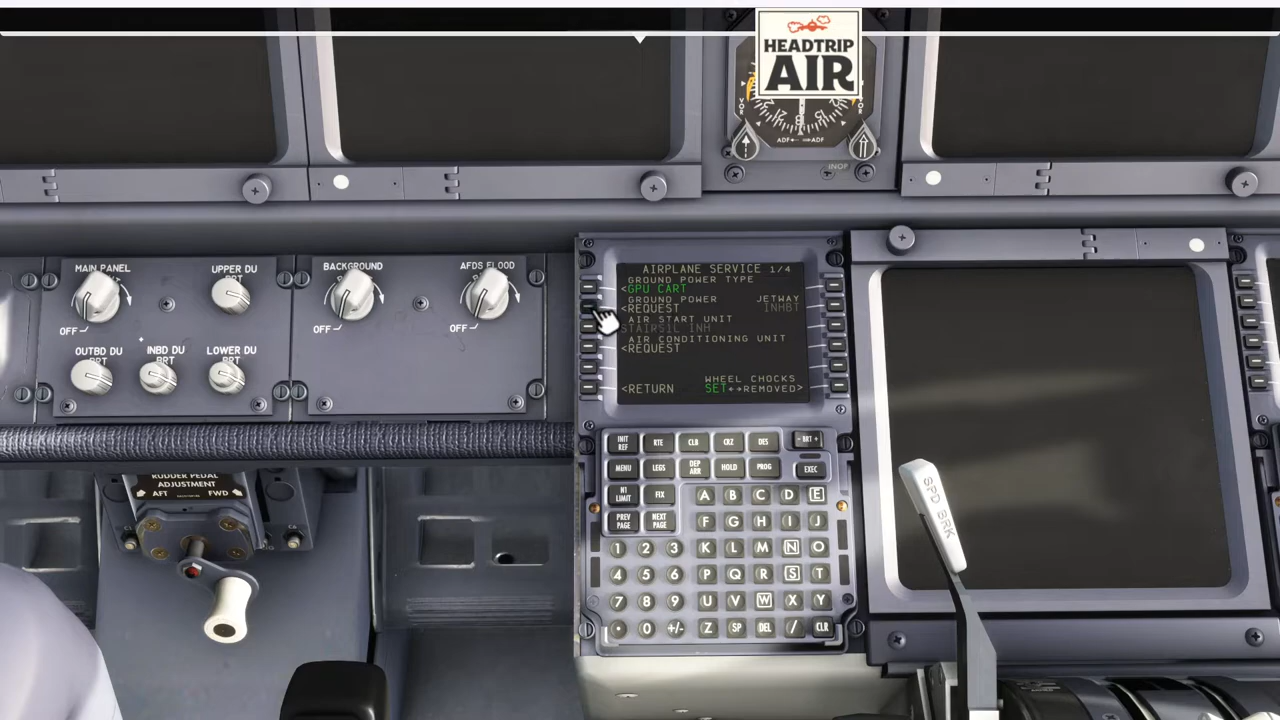 HEADTRIP
AIR
ADF ADF
INOP
MAIN PANEL
UPPER DU
BRT
OFF
OUTBD DU
BRT
INBD DU
BRT
LOWER DU
BRT
BACKGROUND
OFF
AFDS FLOOD
OFF
RUDDER PEDAL
ADJUSTMENT
AFT FWD
AIRPLANE SERVICE 1/4
GROUND POWER TYPE
<GPU CART
GROUND POWER JETWAY
<REQUEST INHBT
AIR START UNIT
STAIRS1L INH
AIR CONDITIONING UNIT
<REQUEST
WHEEL CHOCKS
<RETURN SET←→REMOVED>
INIT REF RTE CLB CRZ DES - BRT +
MENU LEGS DEP ARR HOLD PROG EXEC
N1 LIMIT FIX A B C D E
PREV PAGE NEXT PAGE F G H I J
1 2 3 K L M N O
4 5 6 P Q R S T
7 8 9 U V W X Y
. 0 +/- Z SP DEL / CLR
SPD BRK